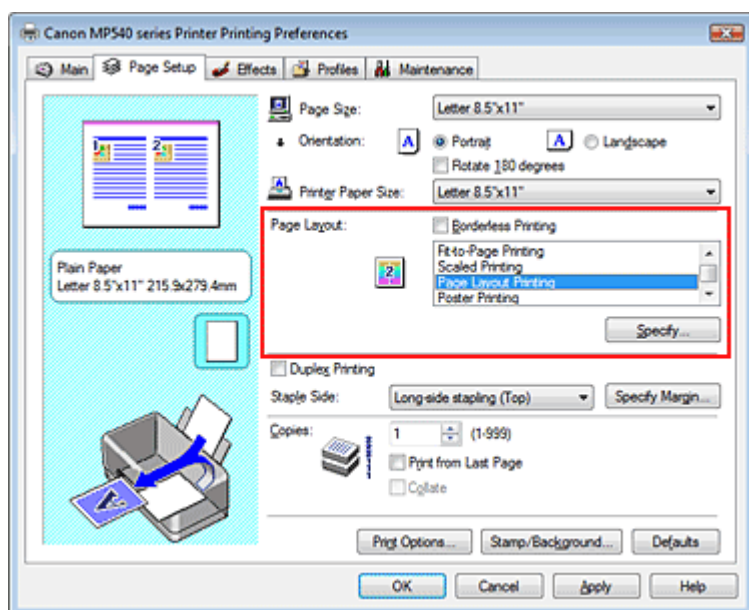 Canon MP540 series Printer Printing Preferences
Main Page Setup Effects Profiles Maintenance
Page Size: Letter 8.5"x11"
Orientation: A Portrait A Landscape
Rotate 180 degrees
Printer Paper Size: Letter 8.5"x11"
Page Layout: Borderless Printing
Fit-to-Page Printing
Scaled Printing
Page Layout Printing
Poster Printing
2
Specify...
1 2
Plain Paper
Letter 8.5"x11" 215.9x279.4mm
Duplex Printing
Staple Side: Long-side stapling (Top) Specify Margin...
Copies: 1 (1-999)
Print from Last Page
Collate
A
Print Options... Stamp/Background... Defaults
OK Cancel Apply Help